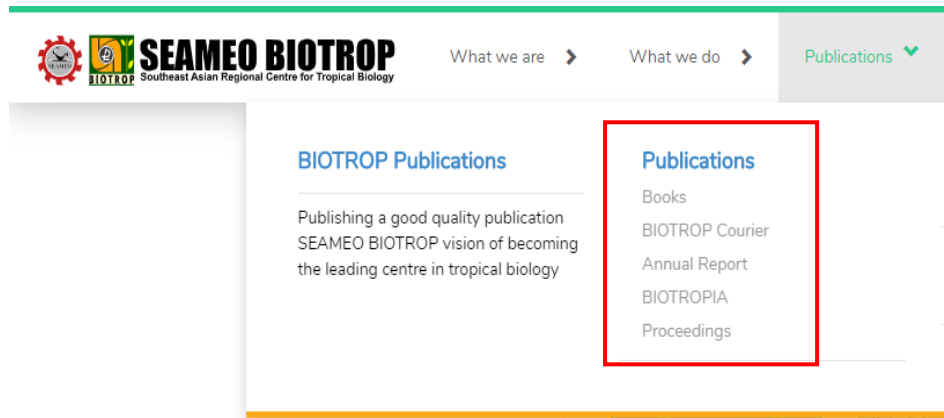 SEAMEO BIOTROP
Southeast Asian Regional Centre for Tropical Biology
SEAMEO
BIOTROP
What we are
What we do
Publications
BIOTROP Publications
Publishing a good quality publication
SEAMEO BIOTROP vision of becoming
the leading centre in tropical biology
Publications
Books
BIOTROP Courier
Annual Report
BIOTROPIA
Proceedings